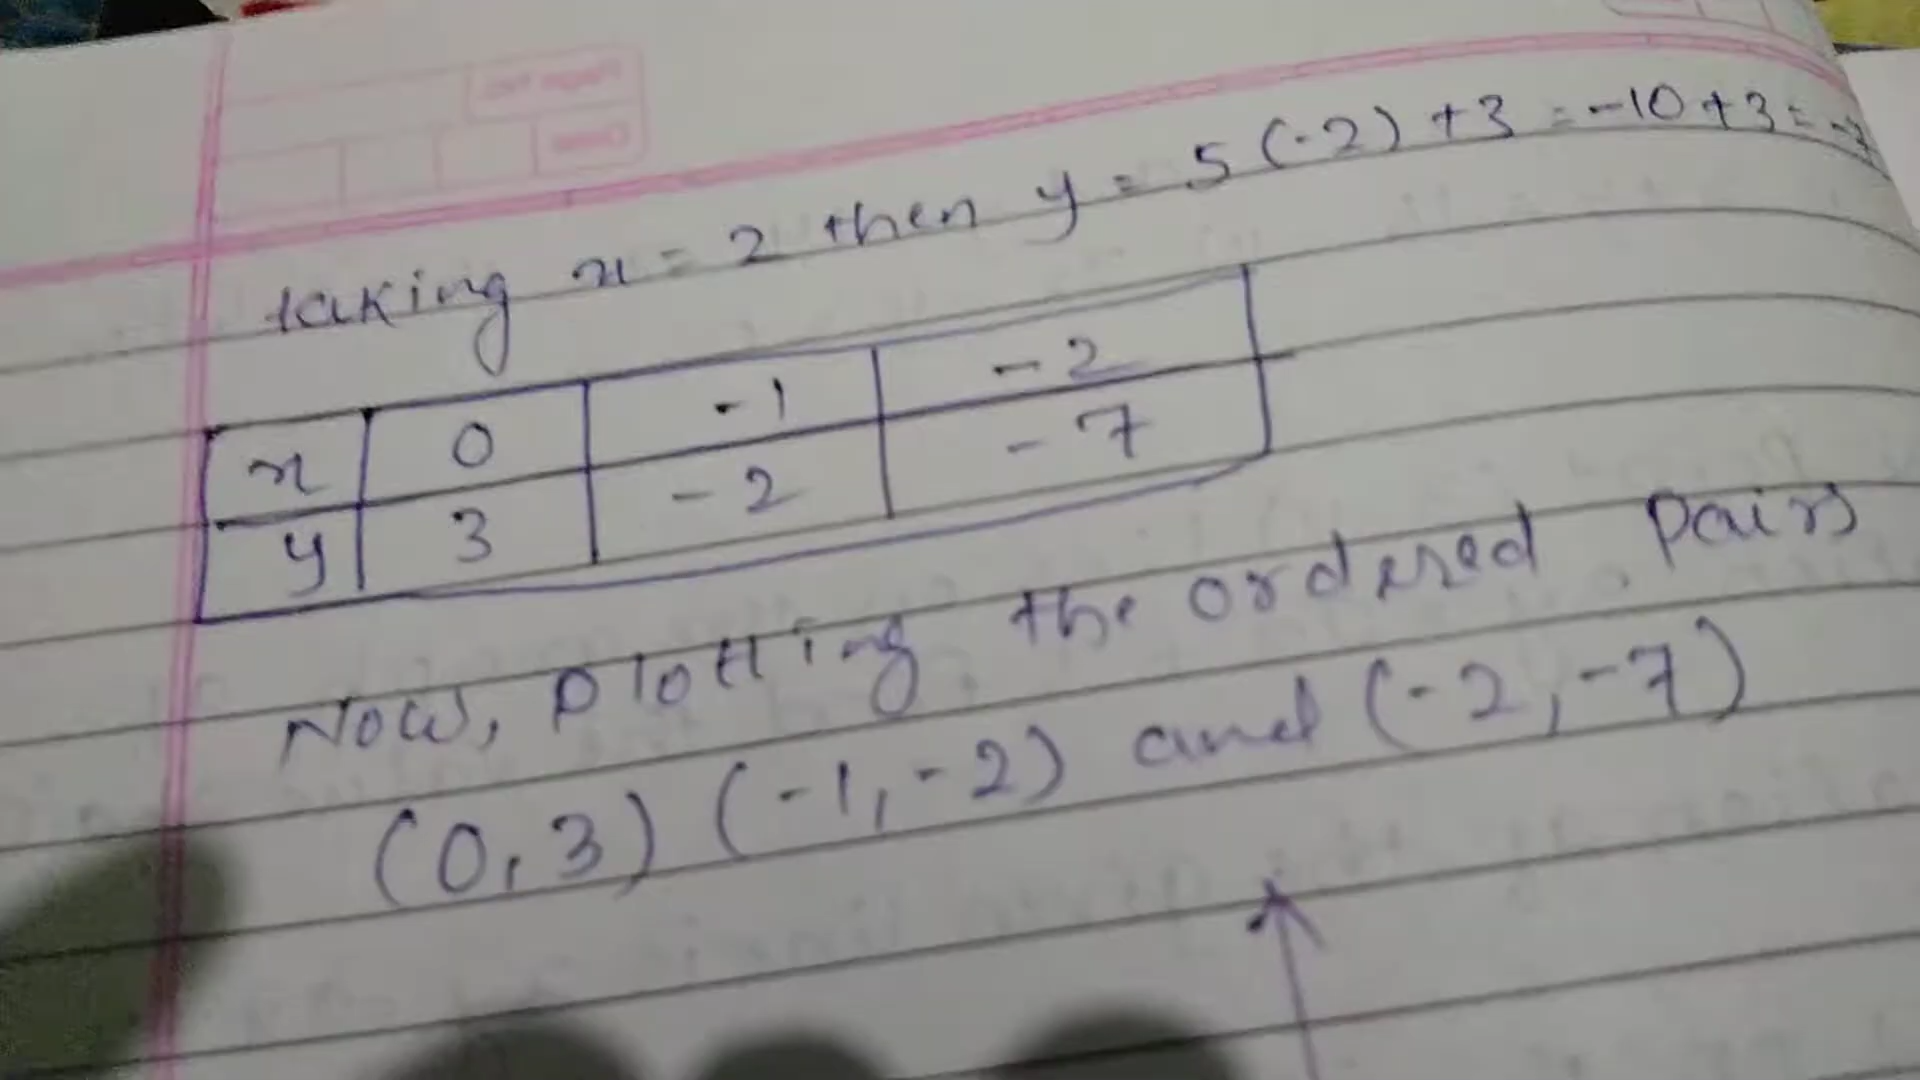 taking x = 2 then y = 5 (-2) + 3 = -10 + 3 = -7
x 0 -1 -2
y 3 -2 -7
Now, plotting the ordered pairs
(0, 3) (-1, -2) and (-2, -7)